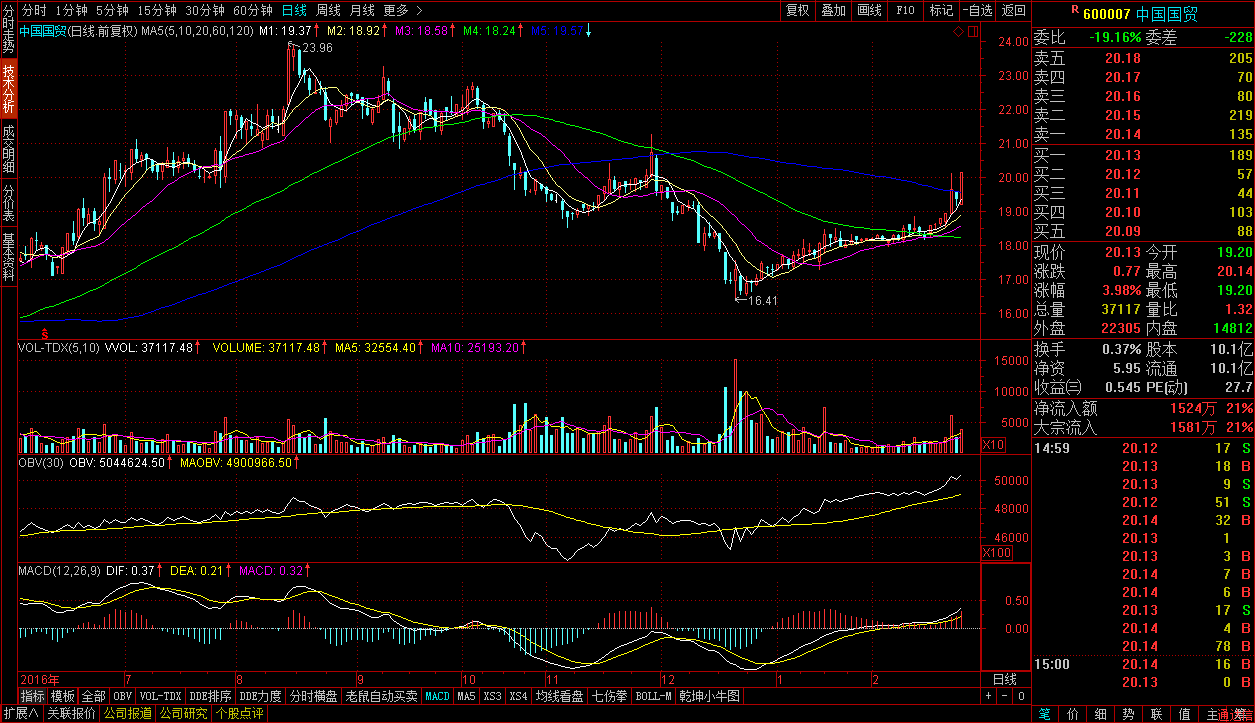 分时 1分钟 5分钟 15分钟 30分钟 60分钟 日线 周线 月线 更多 >
复权 叠加 画线 F10 标记 -自选 返回
R 600007 中国国贸
分时走势
技术分析
成交明细
分价表
基本资料
中国国贸(日线.前复权) MA5(5,10,20,60,120) M1: 19.37↑ M2: 18.92↑ M3: 18.58↑ M4: 18.24↑ M5: 19.57↓
23.96
16.41
24.00
23.00
22.00
21.00
20.00
19.00
18.00
17.00
16.00
S
VOL-TDX(5,10) VVOL: 37117.48↑ VOLUME: 37117.48↑ MA5: 32554.40↑ MA10: 25193.20↑
15000
10000
5000
X10
OBV(30) OBV: 5044624.50↑ MAOBV: 4900966.50↑
50000
48000
46000
X100
MACD(12,26,9) DIF: 0.37↑ DEA: 0.21↑ MACD: 0.32↑
0.50
0.00
2016年 7 8 9 10 11 12 1 2 日线
指标 模板 全部 OBV VOL-TDX DDE排序 DDE力度 分时横盘 老鼠自动买卖 MACD MA5 XS3 XS4 均线看盘 七伤拳 BOLL-M 乾坤小牛图 + - 0
扩展∧ 关联报价 公司报道 公司研究 个股点评
委比 -19.16% 委差 -228
卖五 20.18 205
卖四 20.17 70
卖三 20.16 80
卖二 20.15 219
卖一 20.14 135
买一 20.13 189
买二 20.12 57
买三 20.11 44
买四 20.10 103
买五 20.09 88
现价 20.13 今开 19.20
涨跌 0.77 最高 20.14
涨幅 3.98% 最低 19.20
总量 37117 量比 1.32
外盘 22305 内盘 14812
换手 0.37% 股本 10.1亿
净资 5.95 流通 10.1亿
收益㈢ 0.545 PE(动) 27.7
净流入额 1524万 21%
大宗流入 1581万 21%
14:59 20.12 17 S
20.13 18 B
20.13 9 S
20.12 51 S
20.14 32 B
20.13 1
20.13 3 B
20.14 7 B
20.14 6 B
20.13 17 S
20.14 4 B
20.14 78 B
15:00 20.14 16 B
20.13 0 B
笔 价 细 势 联 值 主